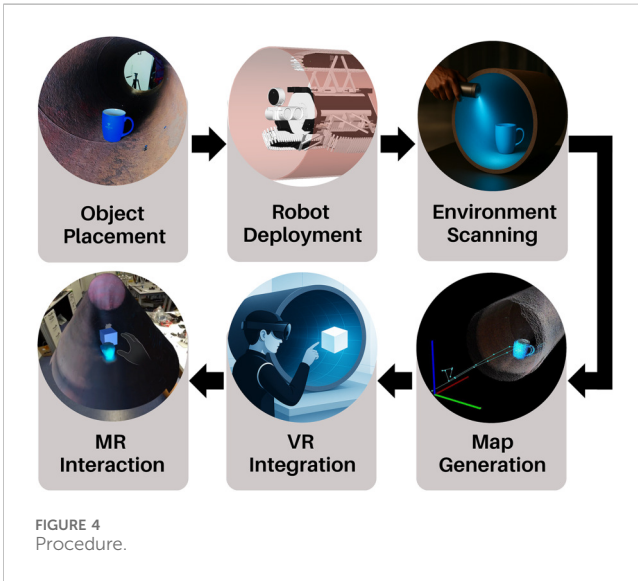 Object
Placement
Robot
Deployment
Environment
Scanning
MR
Interaction
VR
Integration
Map
Generation
FIGURE 4
Procedure.